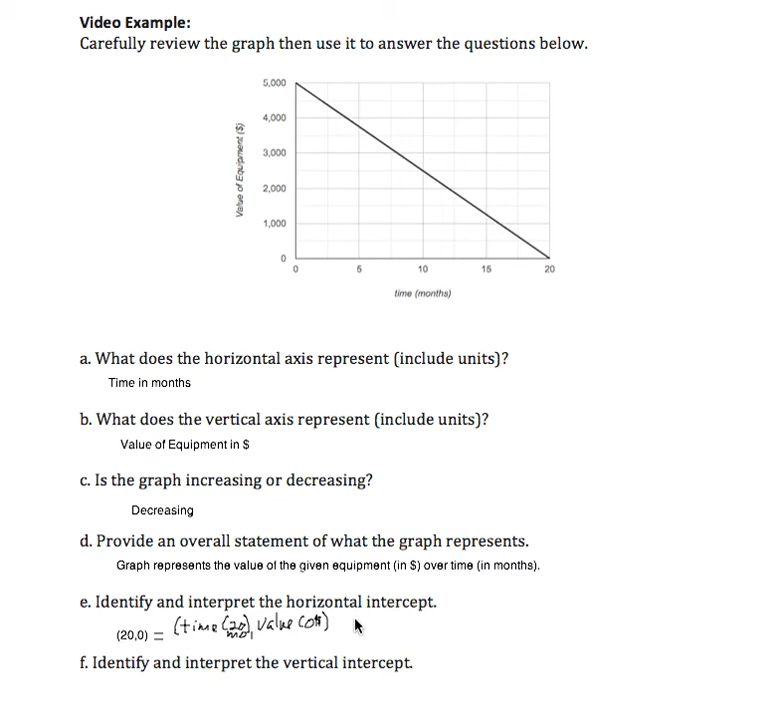 Video Example:
Carefully review the graph then use it to answer the questions below.
5,000
4,000
3,000
2,000
1,000
0
Value of Equipment ($)
0 5 10 15 20
time (months)
a. What does the horizontal axis represent (include units)?
Time in months
b. What does the vertical axis represent (include units)?
Value of Equipment in $
c. Is the graph increasing or decreasing?
Decreasing
d. Provide an overall statement of what the graph represents.
Graph represents the value of the given equipment (in $) over time (in months).
e. Identify and interpret the horizontal intercept.
(20,0) = (time (20), value (0$)
mo
f. Identify and interpret the vertical intercept.